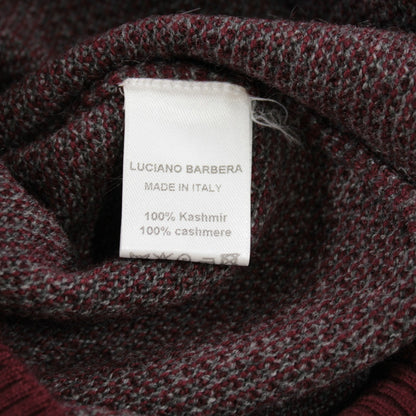 LUCIANO BARBERA
MADE IN ITALY
100% Kashmir
100% cashmere